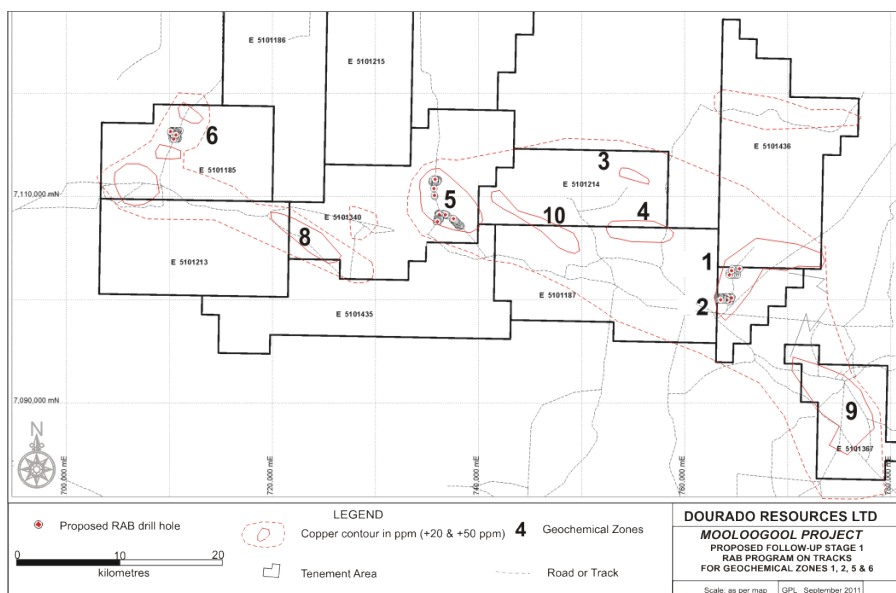 E 5101186
E 5101215
E 5101436
6
3
E 5101185
E 5101214
7,110,000 mN
5
E 5101340
10
4
8
1
E 5101213
E 5101187
2
E 5101435
7,090,000 mN
9
N
E 5101367
700,000 mE
720,000 mE
740,000 mE
760,000 mE
780,000 mE
LEGEND
Proposed RAB drill hole
Copper contour in ppm (+20 & +50 ppm)
4 Geochemical Zones
0 10 20
kilometres
Tenement Area
Road or Track
DOURADO RESOURCES LTD
MOOLOOGOOL PROJECT
PROPOSED FOLLOW-UP STAGE 1
RAB PROGRAM ON TRACKS
FOR GEOCHEMICAL ZONES 1, 2, 5 & 6
Scale: as per map GPL September 2011